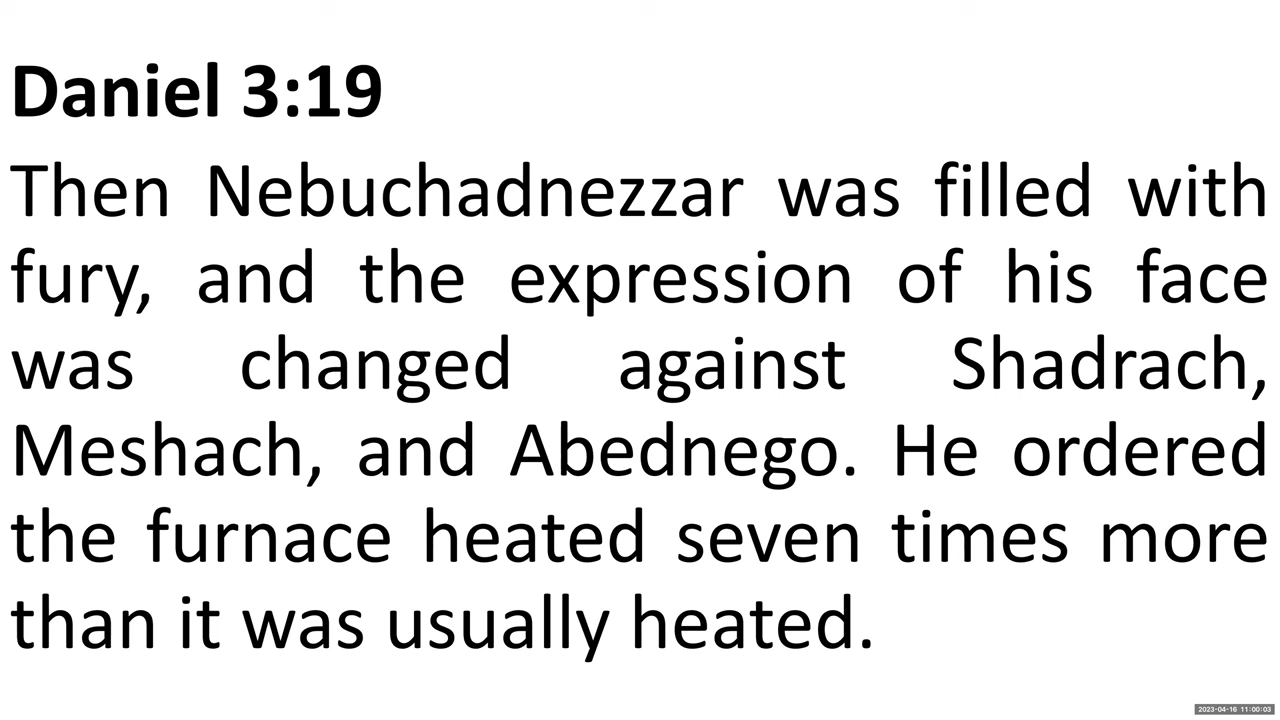 Daniel 3:19
Then Nebuchadnezzar was filled with
fury, and the expression of his face
was changed against Shadrach,
Meshach, and Abednego. He ordered
the furnace heated seven times more
than it was usually heated.
2023-04-16 11:00:03